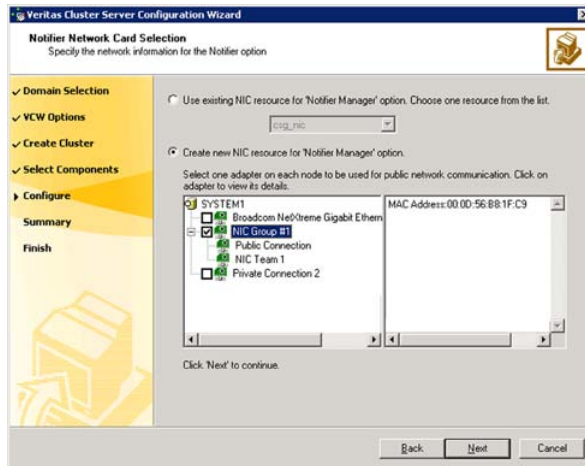 Veritas Cluster Server Configuration Wizard
Notifier Network Card Selection
Specify the network information for the Notifier option
Domain Selection
VCW Options
Create Cluster
Select Components
Configure
Summary
Finish
Use existing NIC resource for 'Notifier Manager' option. Choose one resource from the list.
csg_nic
Create new NIC resource for 'Notifier Manager' option.
Select one adapter on each node to be used for public network communication. Click on
adapter to view its details.
SYSTEM1
Broadcom NetXtreme Gigabit Ethern
NIC Group #1
Public Connection
NIC Team 1
Private Connection 2
MAC Address:00:0D:56:B8:1F:C9
Click 'Next' to continue.
Back
Next
Cancel